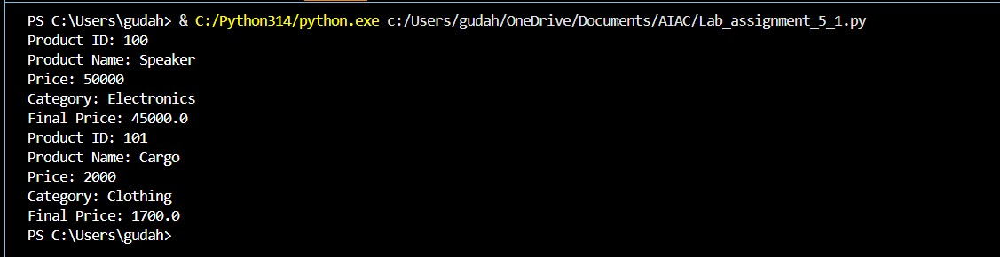 PS C:\Users\gudah> & C:/Python314/python.exe c:/Users/gudah/OneDrive/Documents/AIAC/Lab_assignment_5_1.py
Product ID: 100
Product Name: Speaker
Price: 50000
Category: Electronics
Final Price: 45000.0
Product ID: 101
Product Name: Cargo
Price: 2000
Category: Clothing
Final Price: 1700.0
PS C:\Users\gudah>